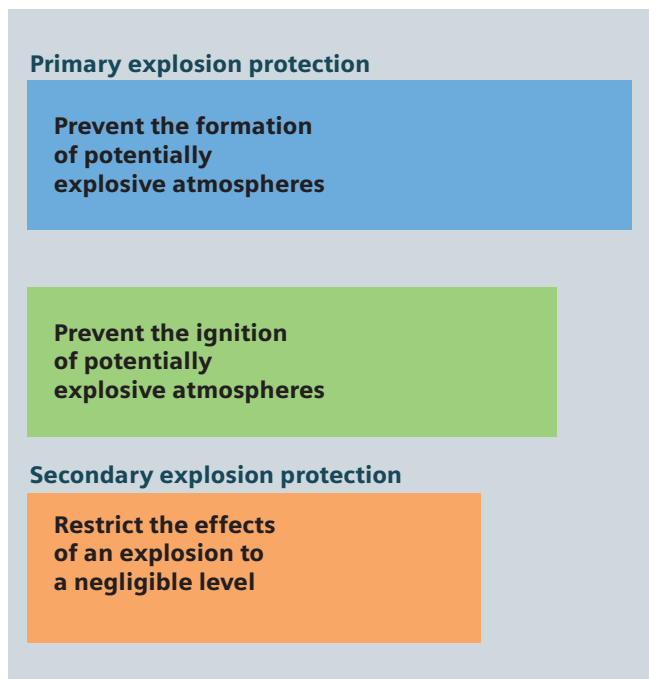 Primary explosion protection
Prevent the formation
of potentially
explosive atmospheres
Prevent the ignition
of potentially
explosive atmospheres
Secondary explosion protection
Restrict the effects
of an explosion to
a negligible level